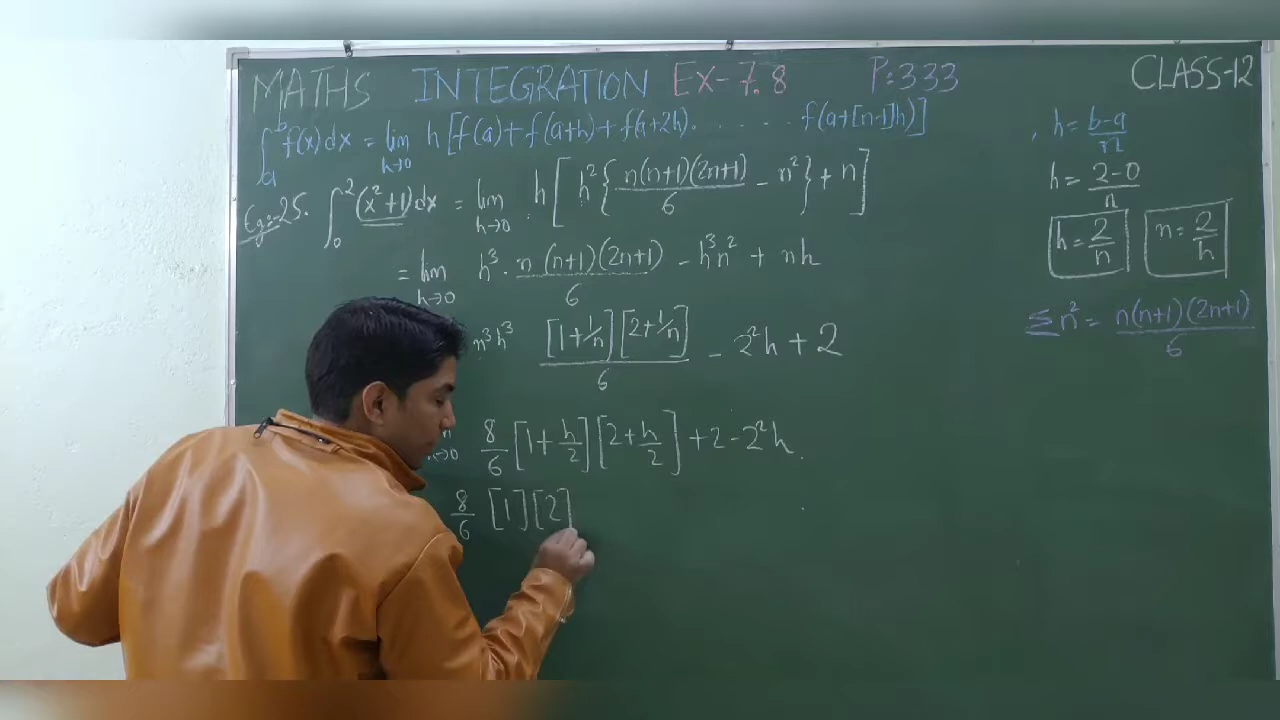 MATHS INTEGRATION EX-7.8 P:333 CLASS-12
∫_a^b f(x)dx = lim_{h→0} h[f(a)+f(a+h)+f(a+2h). . . . . . . f(a+[n-1]h)]
h = (b-a)/n
Eg:-25. ∫_0^2 (x²+1)dx = lim_{h→0} h[h²{n(n+1)(2n+1)/6 - n²}+n]
h = (2-0)/n
= lim_{h→0} h³. n(n+1)(2n+1)/6 - h³n² + nh
h = 2/n n = 2/h
n³h³ [1+1/n][2+1/n]/6 - 2²h + 2
Σn² = n(n+1)(2n+1)/6
8/6 [1+h/2][2+h/2]+2-2²h.
8/6 [1][2]